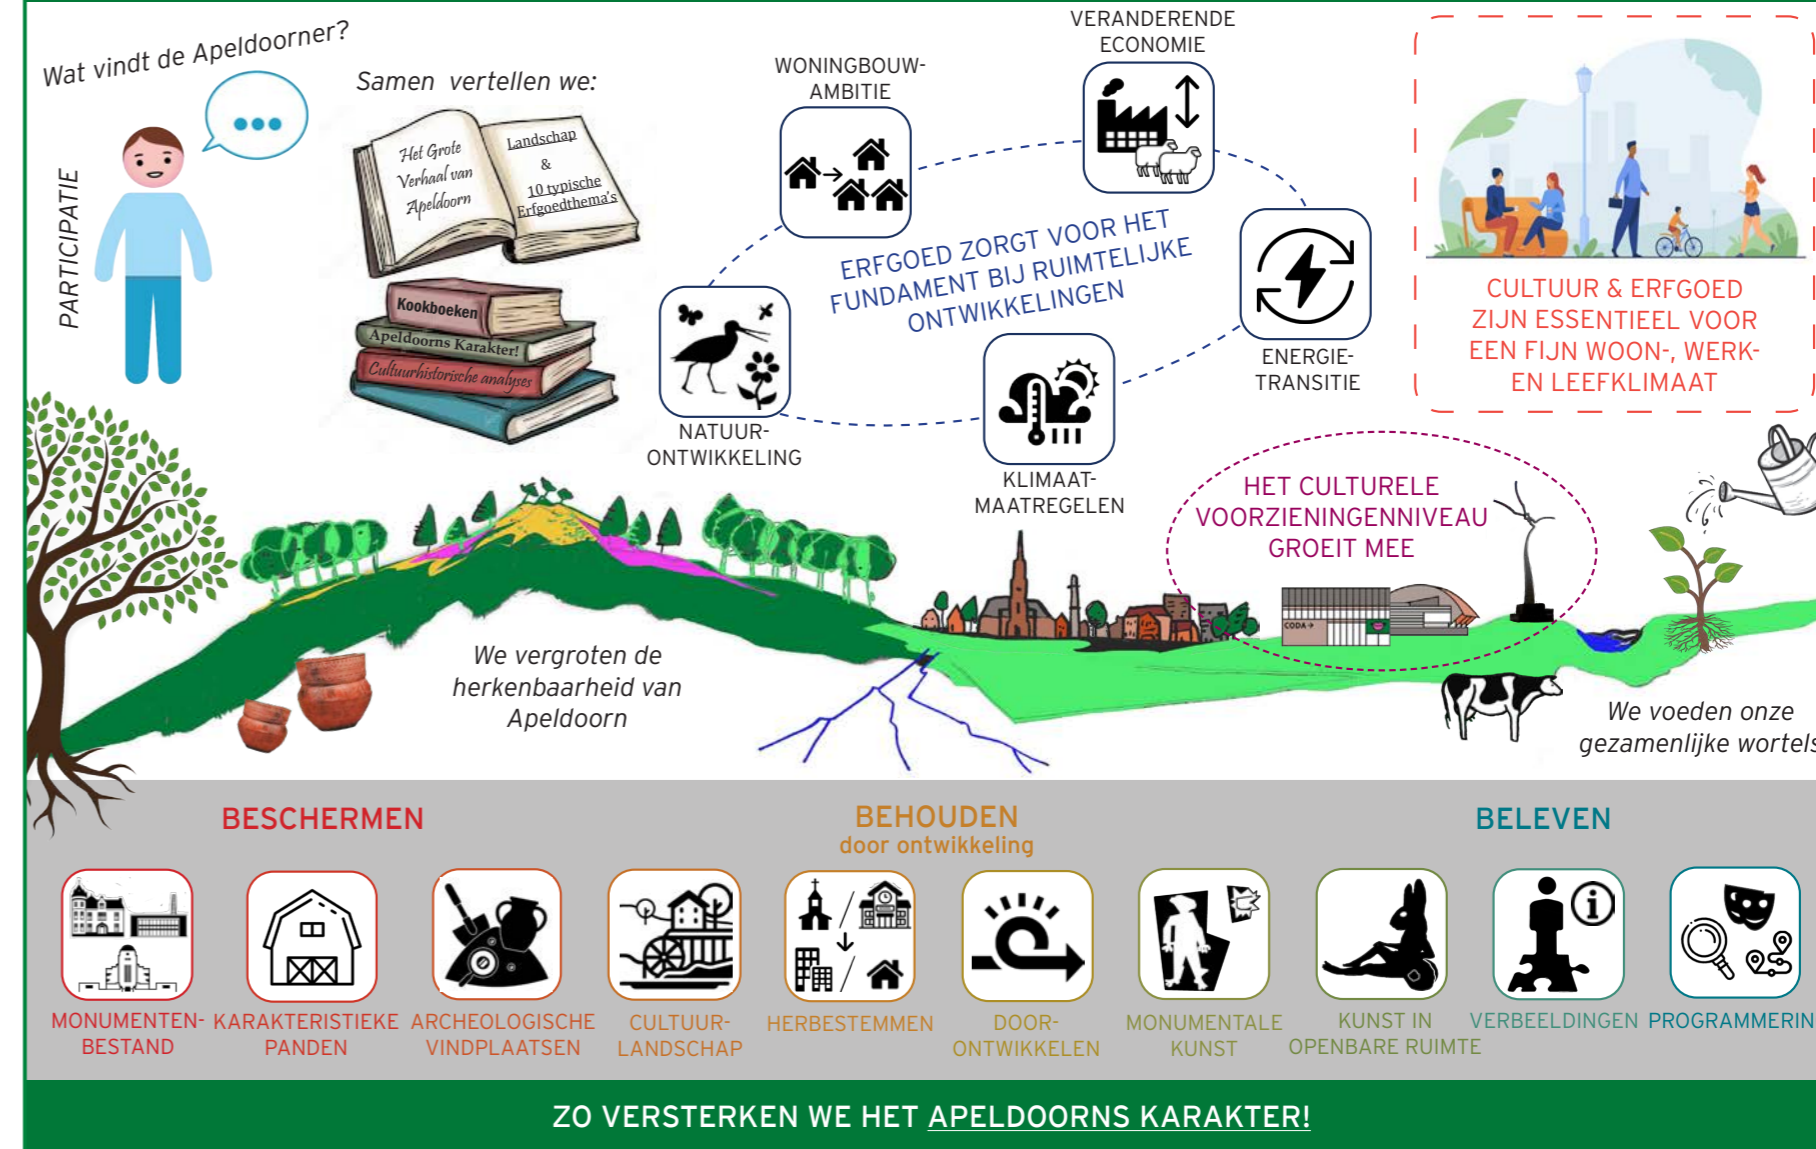 Wat vindt de Apeldoorner?
PARTICIPATIE
Samen vertellen we:
Het Grote
Verhaal van
Apeldoorn
Landschap
&
10 typische
Erfgoedthema's
Kookboeken
Apeldoorns Karakter!
Cultuurhistorische analyses
WONINGBOUW-
AMBITIE
VERANDERENDE
ECONOMIE
ERFGOED ZORGT VOOR HET
FUNDAMENT BIJ RUIMTELIJKE
ONTWIKKELINGEN
NATUUR-
ONTWIKKELING
KLIMAAT-
MAATREGELEN
ENERGIE-
TRANSITIE
CULTUUR & ERFGOED
ZIJN ESSENTIEEL VOOR
EEN FIJN WOON-, WERK-
EN LEEFKLIMAAT
HET CULTURELE
VOORZIENINGENNIVEAU
GROEIT MEE
CODA →
We vergroten de
herkenbaarheid van
Apeldoorn
We voeden onze
gezamenlijke wortels
BESCHERMEN
BEHOUDEN
door ontwikkeling
BELEVEN
MONUMENTEN-
BESTAND
KARAKTERISTIEKE
PANDEN
ARCHEOLOGISCHE
VINDPLAATSEN
CULTUUR-
LANDSCHAP
HERBESTEMMEN
DOOR-
ONTWIKKELEN
MONUMENTALE
KUNST
KUNST IN
OPENBARE RUIMTE
VERBEELDINGEN
PROGRAMMERIN
ZO VERSTERKEN WE HET APELDOORNS KARAKTER!